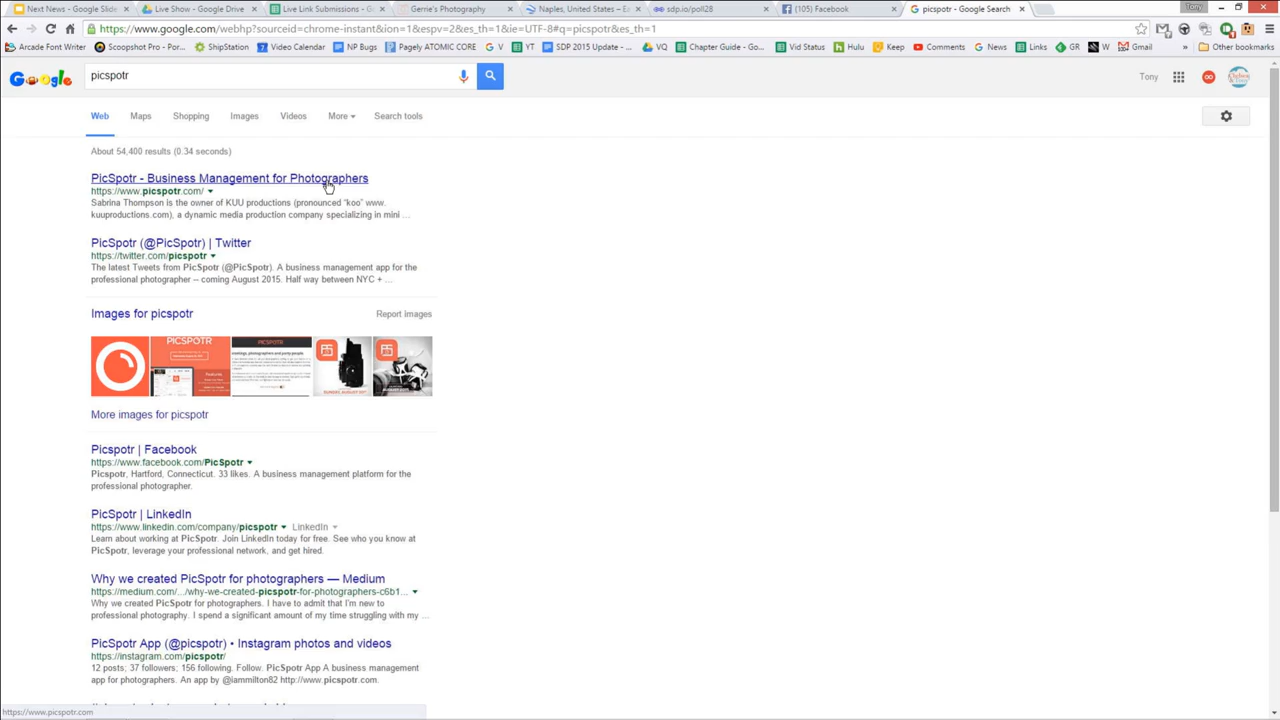 Next News - Google Slid
Live Show - Google Drive
Live Link Submissions - G
Gerrie's Photography
Naples, United States – Ea
sdp.io/poll28
(105) Facebook
picspotr - Google Search
Tony
https://www.google.com/webhp?sourceid=chrome-instant&ion=1&espv=2&es_th=1&ie=UTF-8#q=picspotr&es_th=1
Arcade Font Writer
Scoopshot Pro - Por...
ShipStation
Video Calendar
NP Bugs
Pagely ATOMIC CORE
YT
SDP 2015 Update - ...
VQ
Chapter Guide - Go...
Vid Status
Hulu
Keep
Comments
News
Links
GR
W
Gmail
»
Other bookmarks
Google
picspotr
Tony
Web
Maps
Shopping
Images
Videos
More
Search tools
About 54,400 results (0.34 seconds)
PicSpotr - Business Management for Photographers
https://www.picspotr.com/
Sabrina Thompson is the owner of KUU productions (pronounced “koo” www.
kuuproductions.com), a dynamic media production company specializing in mini ...
PicSpotr (@PicSpotr) | Twitter
https://twitter.com/picspotr
The latest Tweets from PicSpotr (@PicSpotr). A business management app for the
professional photographer -- coming August 2015. Half way between NYC + ...
Images for picspotr
Report images
PICSPOTR
Features
PICSPOTR
More images for picspotr
Picspotr | Facebook
https://www.facebook.com/PicSpotr
Picspotr, Hartford, Connecticut. 33 likes. A business management platform for the
professional photographer.
PicSpotr | LinkedIn
https://www.linkedin.com/company/picspotr
LinkedIn
Learn about working at PicSpotr. Join LinkedIn today for free. See who you know at
PicSpotr, leverage your professional network, and get hired.
Why we created PicSpotr for photographers — Medium
https://medium.com/.../why-we-created-picspotr-for-photographers-c6b1...
Why we created PicSpotr for photographers. I have to admit that I'm new to
professional photography. I spend a significant amount of my time struggling with my ...
PicSpotr App (@picspotr) • Instagram photos and videos
https://instagram.com/picspotr/
12 posts; 37 followers; 156 following. Follow. PicSpotr App A business management
app for photographers. An app by @iammilton82 http://www.picspotr.com.
https://www.picspotr.com